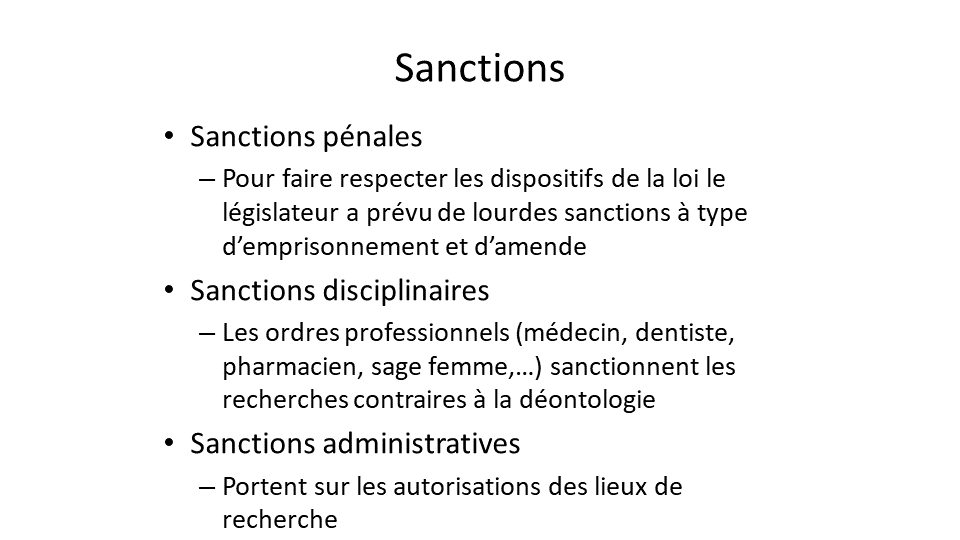 Sanctions
• Sanctions pénales
– Pour faire respecter les dispositifs de la loi le
législateur a prévu de lourdes sanctions à type
d’emprisonnement et d’amende
• Sanctions disciplinaires
– Les ordres professionnels (médecin, dentiste,
pharmacien, sage femme,…) sanctionnent les
recherches contraires à la déontologie
• Sanctions administratives
– Portent sur les autorisations des lieux de
recherche